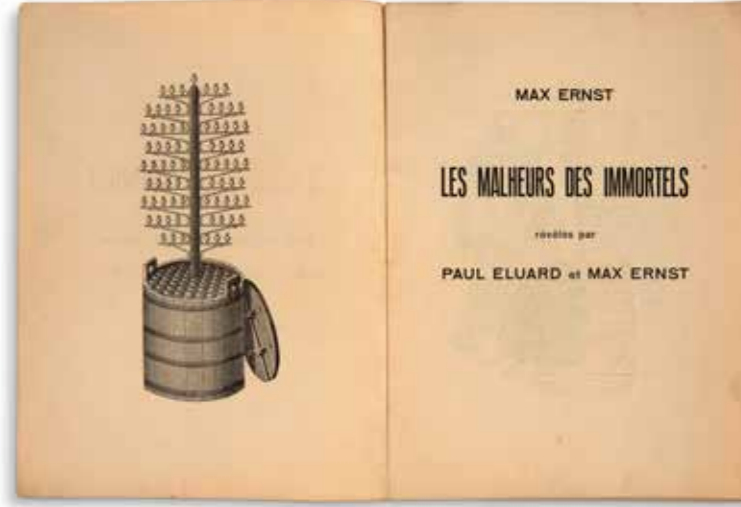 MAX ERNST
LES MALHEURS DES IMMORTELS
révélés par
PAUL ELUARD et MAX ERNST